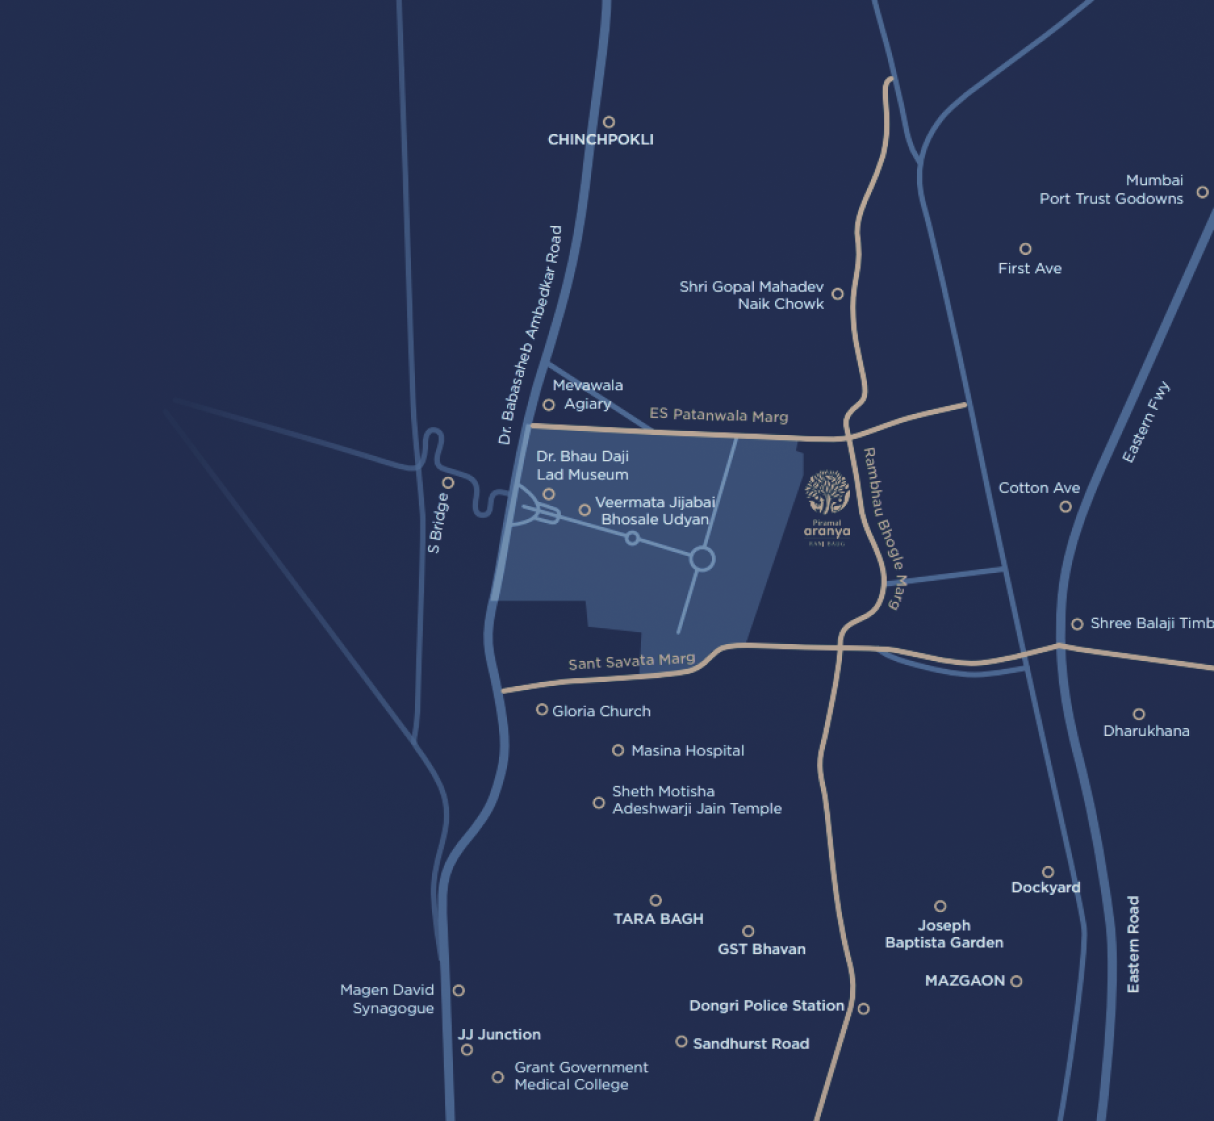 CHINCHPOKLI
Mumbai
Port Trust Godowns
First Ave
Dr. Babasaheb Ambedkar Road
Shri Gopal Mahadev
Naik Chowk
Mevawala
Agiary
ES Patanwala Marg
Eastern Fwy
Dr. Bhau Daji
Lad Museum
Veermata Jijabai
Bhosale Udyan
S Bridge
Piramal
aranya
Rambhau Bhogle Marg
Cotton Ave
Shree Balaji Timb
Sant Savata Marg
Gloria Church
Dharukhana
Masina Hospital
Sheth Motisha
Adeshwarji Jain Temple
Dockyard
TARA BAGH
GST Bhavan
Joseph
Baptista Garden
Eastern Road
MAZGAON
Magen David
Synagogue
Dongri Police Station
JJ Junction
Sandhurst Road
Grant Government
Medical College